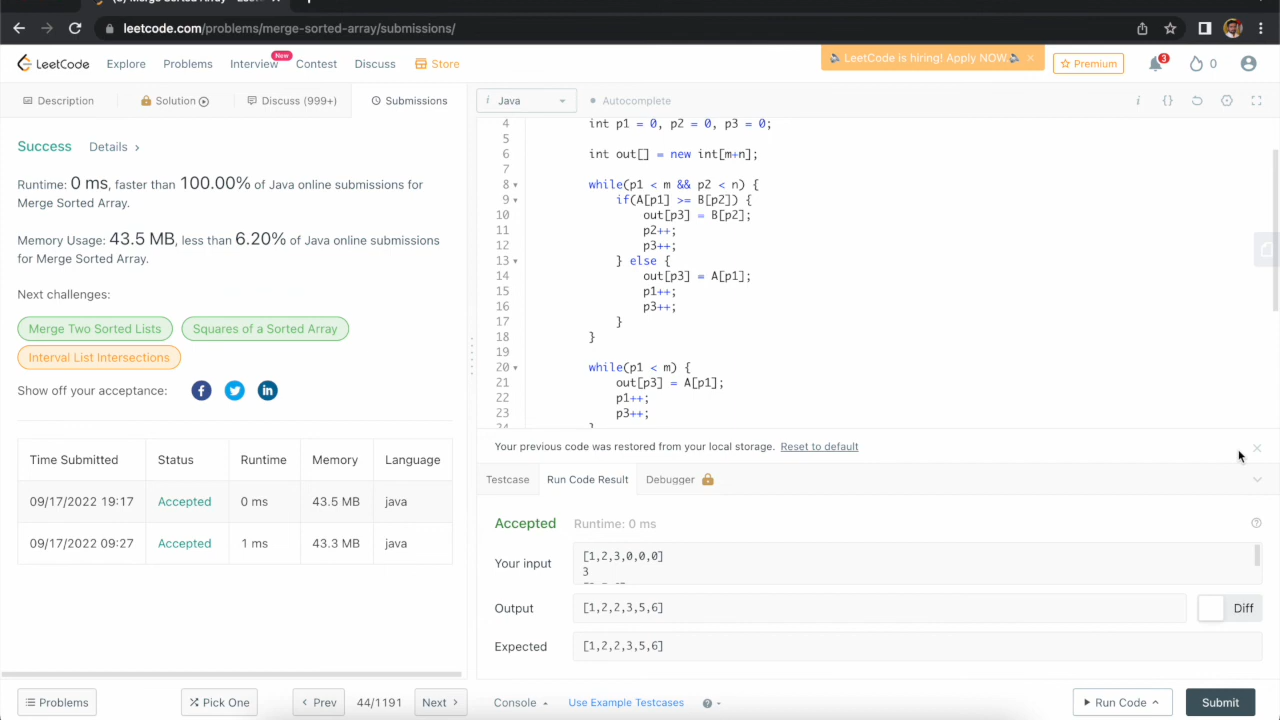 leetcode.com/problems/merge-sorted-array/submissions/
LeetCode Explore Problems Interview New Contest Discuss Store
LeetCode is hiring! Apply NOW. ×
Premium 3 0
Description Solution Discuss (999+) Submissions
i Java Autocomplete
Success Details >
Runtime: 0 ms, faster than 100.00% of Java online submissions for
Merge Sorted Array.
Memory Usage: 43.5 MB, less than 6.20% of Java online submissions
for Merge Sorted Array.
Next challenges:
Merge Two Sorted Lists Squares of a Sorted Array
Interval List Intersections
Show off your acceptance:
Time Submitted Status Runtime Memory Language
09/17/2022 19:17 Accepted 0 ms 43.5 MB java
09/17/2022 09:27 Accepted 1 ms 43.3 MB java
4 int p1 = 0, p2 = 0, p3 = 0;
5
6 int out[] = new int[m+n];
7
8 while(p1 < m && p2 < n) {
9 if(A[p1] >= B[p2]) {
10 out[p3] = B[p2];
11 p2++;
12 p3++;
13 } else {
14 out[p3] = A[p1];
15 p1++;
16 p3++;
17 }
18 }
19
20 while(p1 < m) {
21 out[p3] = A[p1];
22 p1++;
23 p3++;
Your previous code was restored from your local storage. Reset to default
Testcase Run Code Result Debugger
Accepted Runtime: 0 ms
Your input
[1,2,3,0,0,0]
3
Output [1,2,2,3,5,6] Diff
Expected [1,2,2,3,5,6]
Problems Pick One < Prev 44/1191 Next >
Console Use Example Testcases ? Run Code Submit